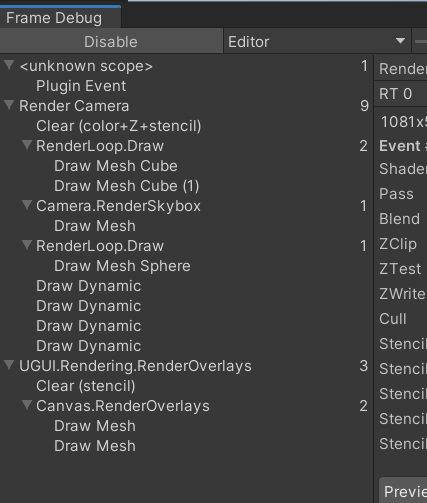 Frame Debug
Disable Editor
<unknown scope> 1
Plugin Event
Render Camera 9
Clear (color+Z+stencil)
RenderLoop.Draw 2
Draw Mesh Cube
Draw Mesh Cube (1)
Camera.RenderSkybox 1
Draw Mesh
RenderLoop.Draw 1
Draw Mesh Sphere
Draw Dynamic
Draw Dynamic
Draw Dynamic
Draw Dynamic
UGUI.Rendering.RenderOverlays 3
Clear (stencil)
Canvas.RenderOverlays 2
Draw Mesh
Draw Mesh
Render
RT 0
1081x5
Event #
Shader
Pass
Blend
ZClip
ZTest
ZWrite
Cull
Stencil
Stencil
Stencil
Stencil
Stencil
Previe